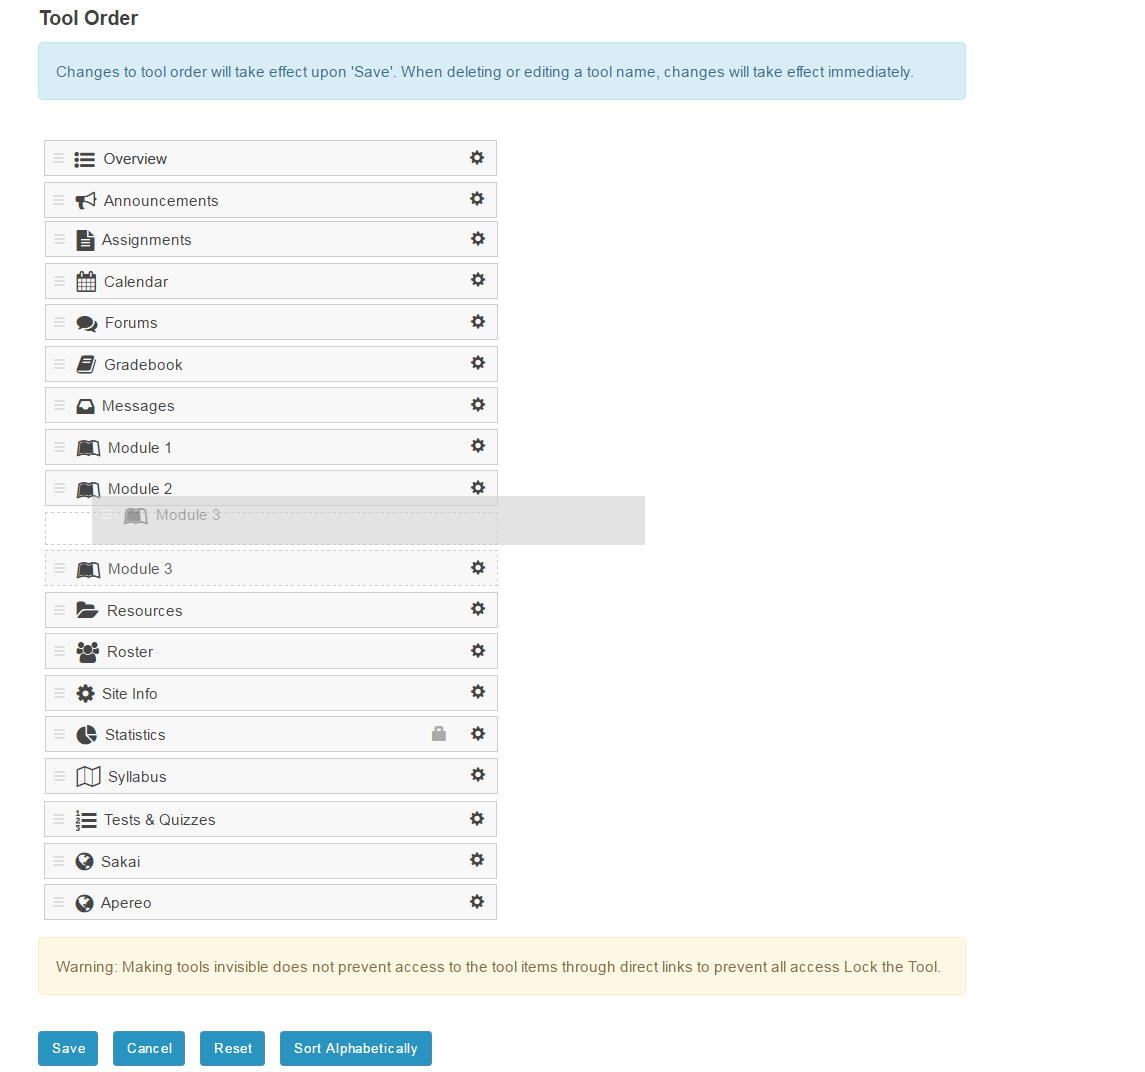 Tool Order
Changes to tool order will take effect upon 'Save'. When deleting or editing a tool name, changes will take effect immediately.
Overview
Announcements
Assignments
Calendar
Forums
Gradebook
Messages
Module 1
Module 2
Module 3
Module 3
Resources
Roster
Site Info
Statistics
Syllabus
Tests & Quizzes
Sakai
Apereo
Warning: Making tools invisible does not prevent access to the tool items through direct links to prevent all access Lock the Tool.
Save Cancel Reset Sort Alphabetically